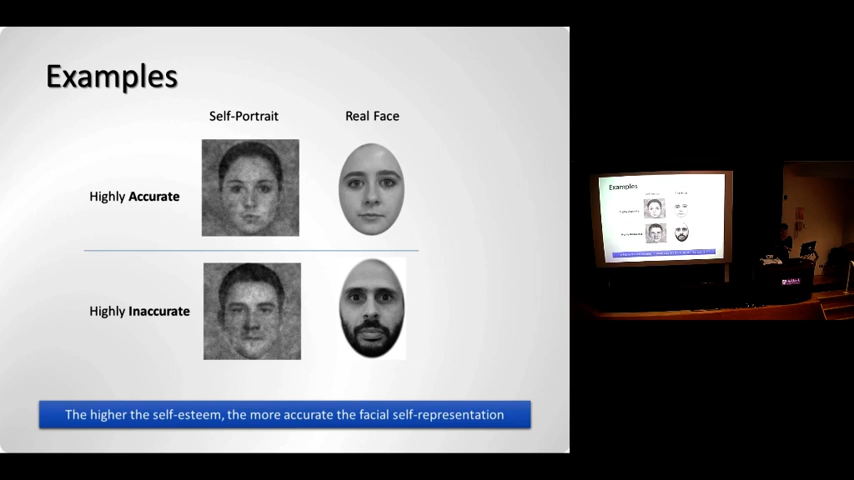 Examples
Self-Portrait Real Face
Highly Accurate
Highly Inaccurate
The higher the self-esteem, the more accurate the facial self-representation
Examples